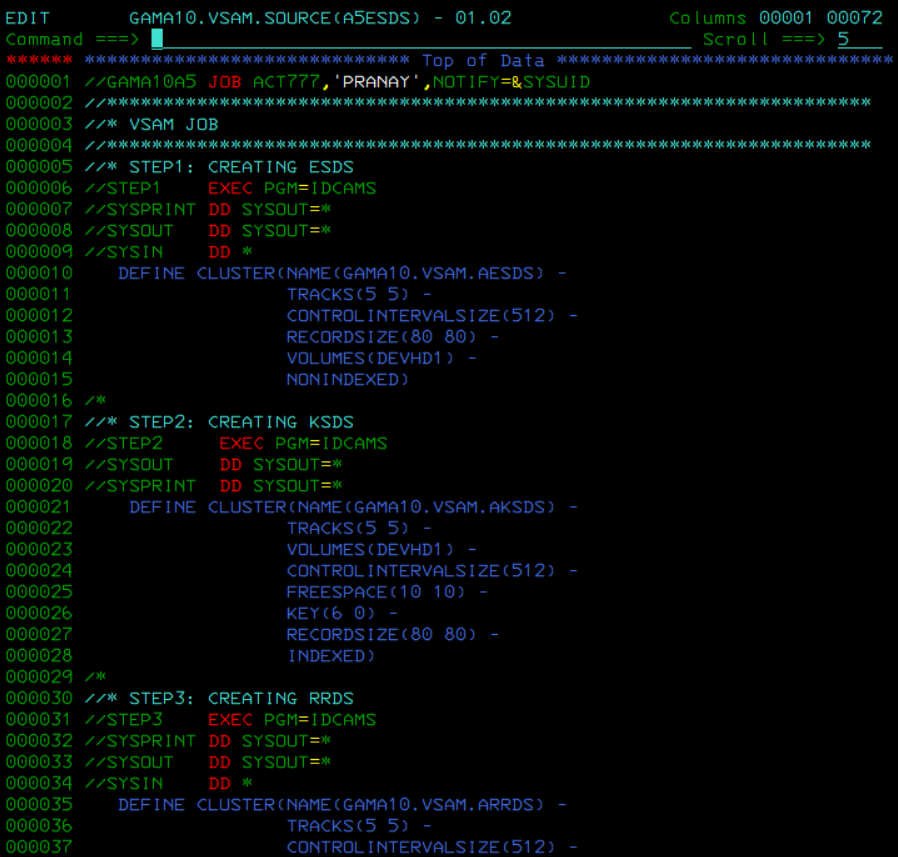 EDIT       GAMA10.VSAM.SOURCE(A5ESDS) - 01.02              Columns 00001 00072
Command ===>                                                  Scroll ===> 5
****** ***************************** Top of Data ******************************
000001 //GAMA10A5 JOB ACT777,'PRANAY',NOTIFY=&SYSUID
000002 //********************************************************************
000003 //* VSAM JOB
000004 //********************************************************************
000005 //* STEP1: CREATING ESDS
000006 //STEP1    EXEC PGM=IDCAMS
000007 //SYSPRINT DD SYSOUT=*
000008 //SYSOUT   DD SYSOUT=*
000009 //SYSIN    DD *
000010    DEFINE CLUSTER(NAME(GAMA10.VSAM.AESDS) -
000011                   TRACKS(5 5) -
000012                   CONTROLINTERVALSIZE(512) -
000013                   RECORDSIZE(80 80) -
000014                   VOLUMES(DEVHD1) -
000015                   NONINDEXED)
000016 /*
000017 //* STEP2: CREATING KSDS
000018 //STEP2     EXEC PGM=IDCAMS
000019 //SYSOUT    DD SYSOUT=*
000020 //SYSPRINT  DD SYSOUT=*
000021     DEFINE CLUSTER(NAME(GAMA10.VSAM.AKSDS) -
000022                   TRACKS(5 5) -
000023                   VOLUMES(DEVHD1) -
000024                   CONTROLINTERVALSIZE(512) -
000025                   FREESPACE(10 10) -
000026                   KEY(6 0) -
000027                   RECORDSIZE(80 80) -
000028                   INDEXED)
000029 /*
000030 //* STEP3: CREATING RRDS
000031 //STEP3    EXEC PGM=IDCAMS
000032 //SYSPRINT DD SYSOUT=*
000033 //SYSOUT   DD SYSOUT=*
000034 //SYSIN    DD *
000035    DEFINE CLUSTER(NAME(GAMA10.VSAM.ARRDS) -
000036                   TRACKS(5 5) -
000037                   CONTROLINTERVALSIZE(512) -